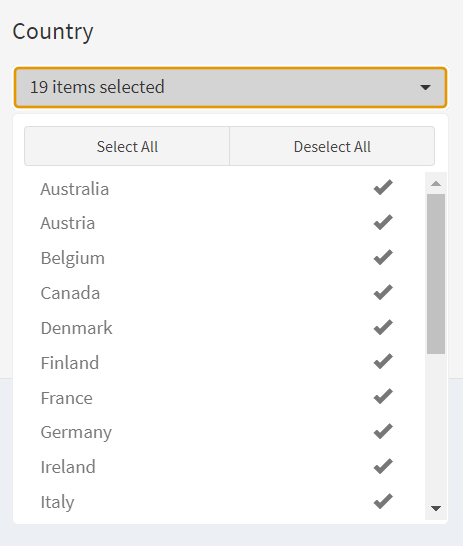 Country
19 items selected
Select All Deselect All
Australia
Austria
Belgium
Canada
Denmark
Finland
France
Germany
Ireland
Italy